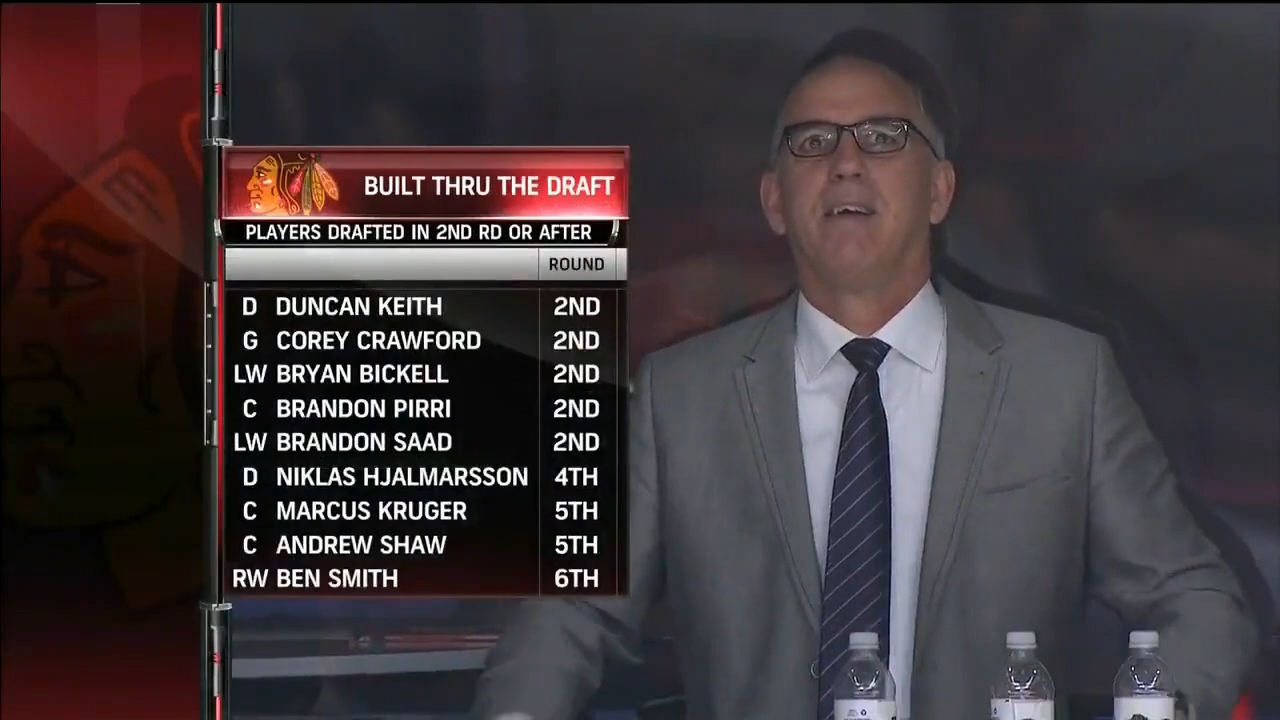 BUILT THRU THE DRAFT
PLAYERS DRAFTED IN 2ND RD OR AFTER
ROUND
D DUNCAN KEITH 2ND
G COREY CRAWFORD 2ND
LW BRYAN BICKELL 2ND
C BRANDON PIRRI 2ND
LW BRANDON SAAD 2ND
D NIKLAS HJALMARSSON 4TH
C MARCUS KRUGER 5TH
C ANDREW SHAW 5TH
RW BEN SMITH 6TH